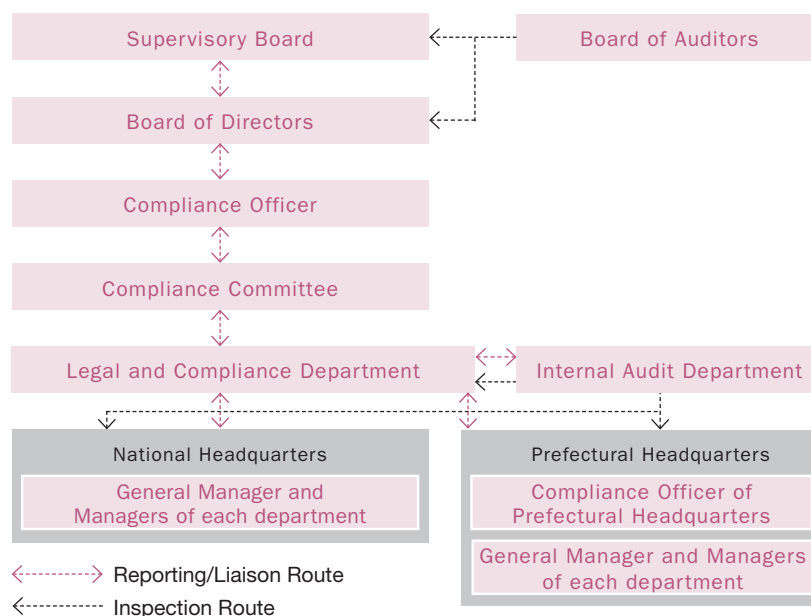 Supervisory Board
Board of Auditors
Board of Directors
Compliance Officer
Compliance Committee
Legal and Compliance Department
Internal Audit Department
National Headquarters
General Manager and
Managers of each department
Prefectural Headquarters
Compliance Officer of
Prefectural Headquarters
General Manager and Managers
of each department
Reporting/Liaison Route
Inspection Route